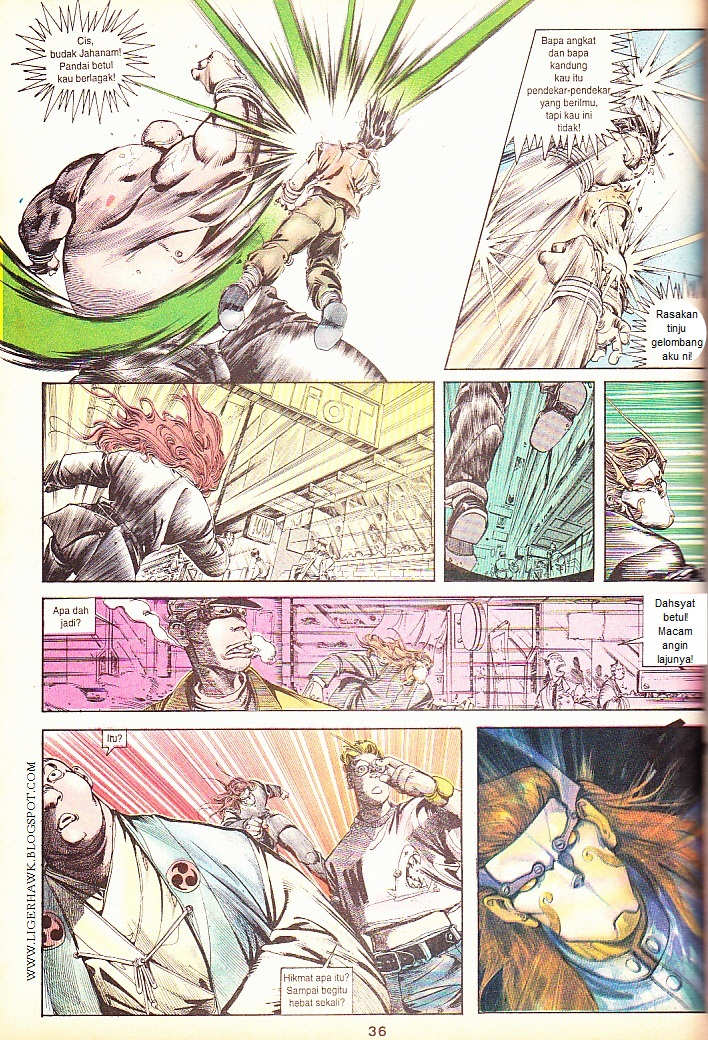 Cis,
budak Jahanam!
Pandai betul
kau berlagak!
Bapa angkat
dan bapa
kandung
kau itu
pendekar-pendekar
yang berilmu,
tapi kau ini
tidak!
Rasakan
tinju
gelombang
aku ni!
Apa dah
jadi?
Dahsyat
betul!
Macam
angin
lajunya!
Itu?
Hikmat apa itu?
Sampai begitu
hebat sekali?
WWW.LIGERHAWK.BLOGSPOT.COM
36